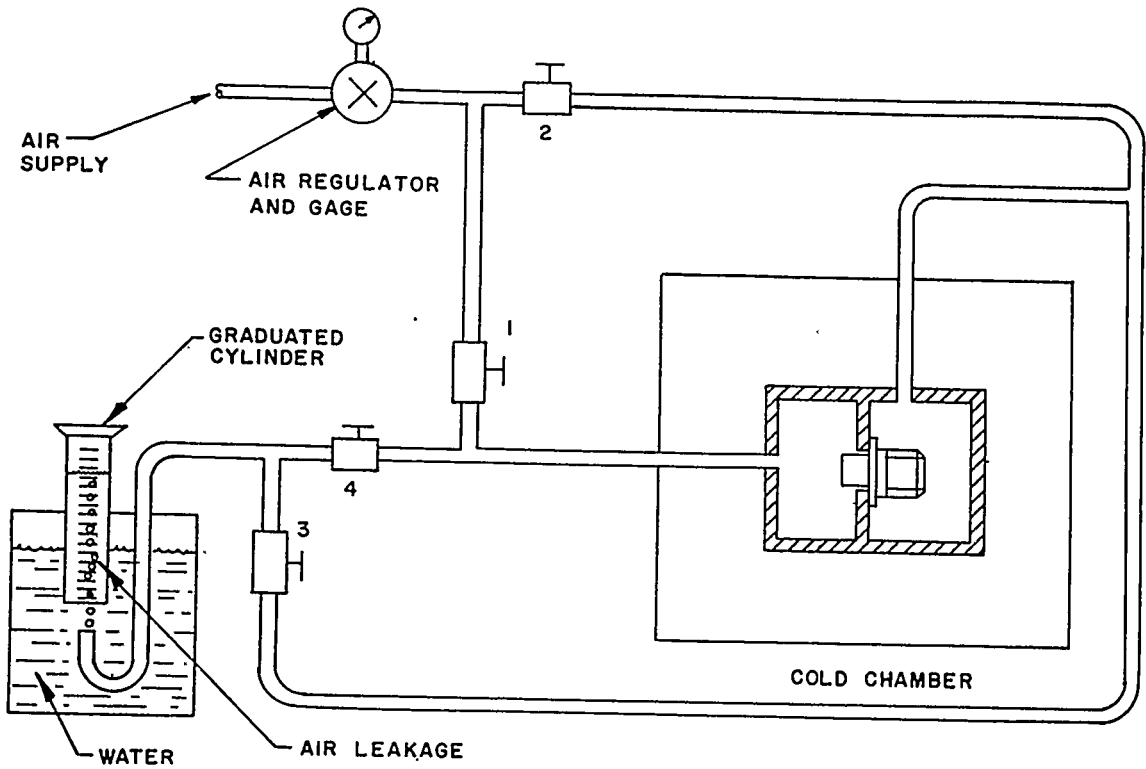 AIR
SUPPLY
AIR REGULATOR
AND GAGE
2
1
GRADUATED
CYLINDER
4
3
COLD CHAMBER
AIR LEAKAGE
WATER